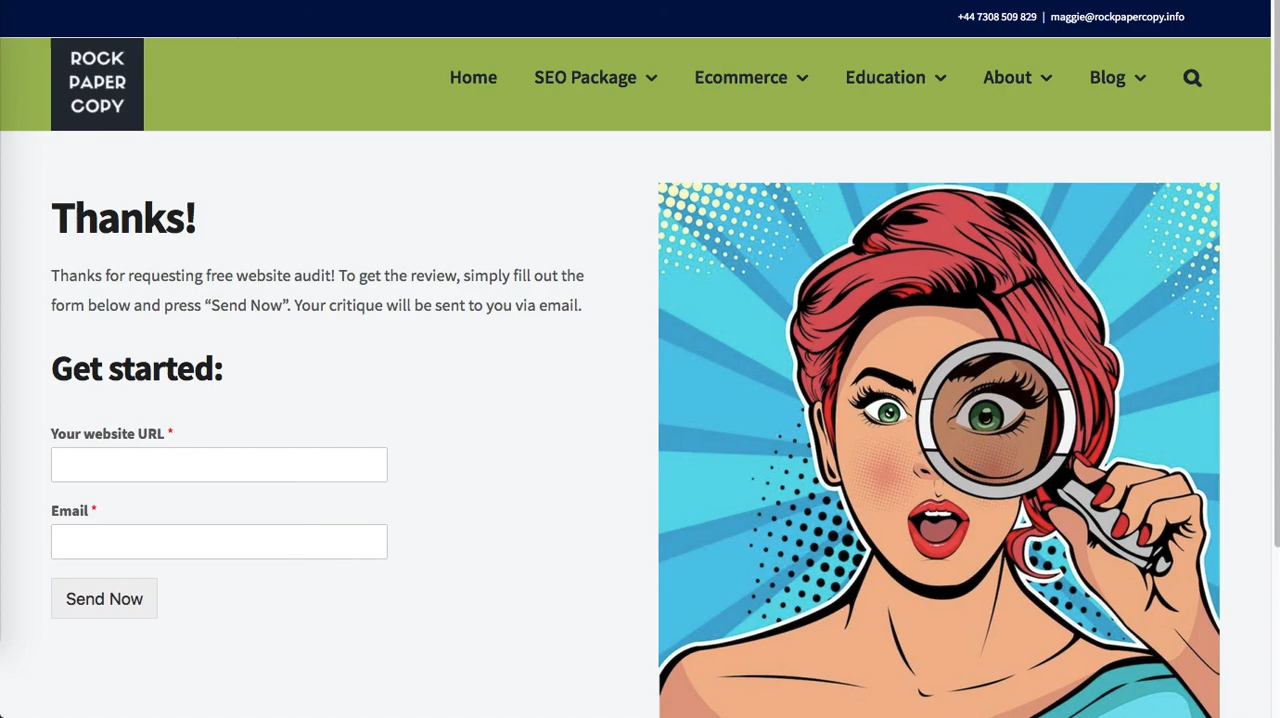 +44 7308 509 829 | maggie@rockpapercopy.info
ROCK
PAPER
COPY
Home SEO Package Ecommerce Education About Blog
Thanks!
Thanks for requesting free website audit! To get the review, simply fill out the
form below and press “Send Now”. Your critique will be sent to you via email.
Get started:
Your website URL *
Email *
Send Now